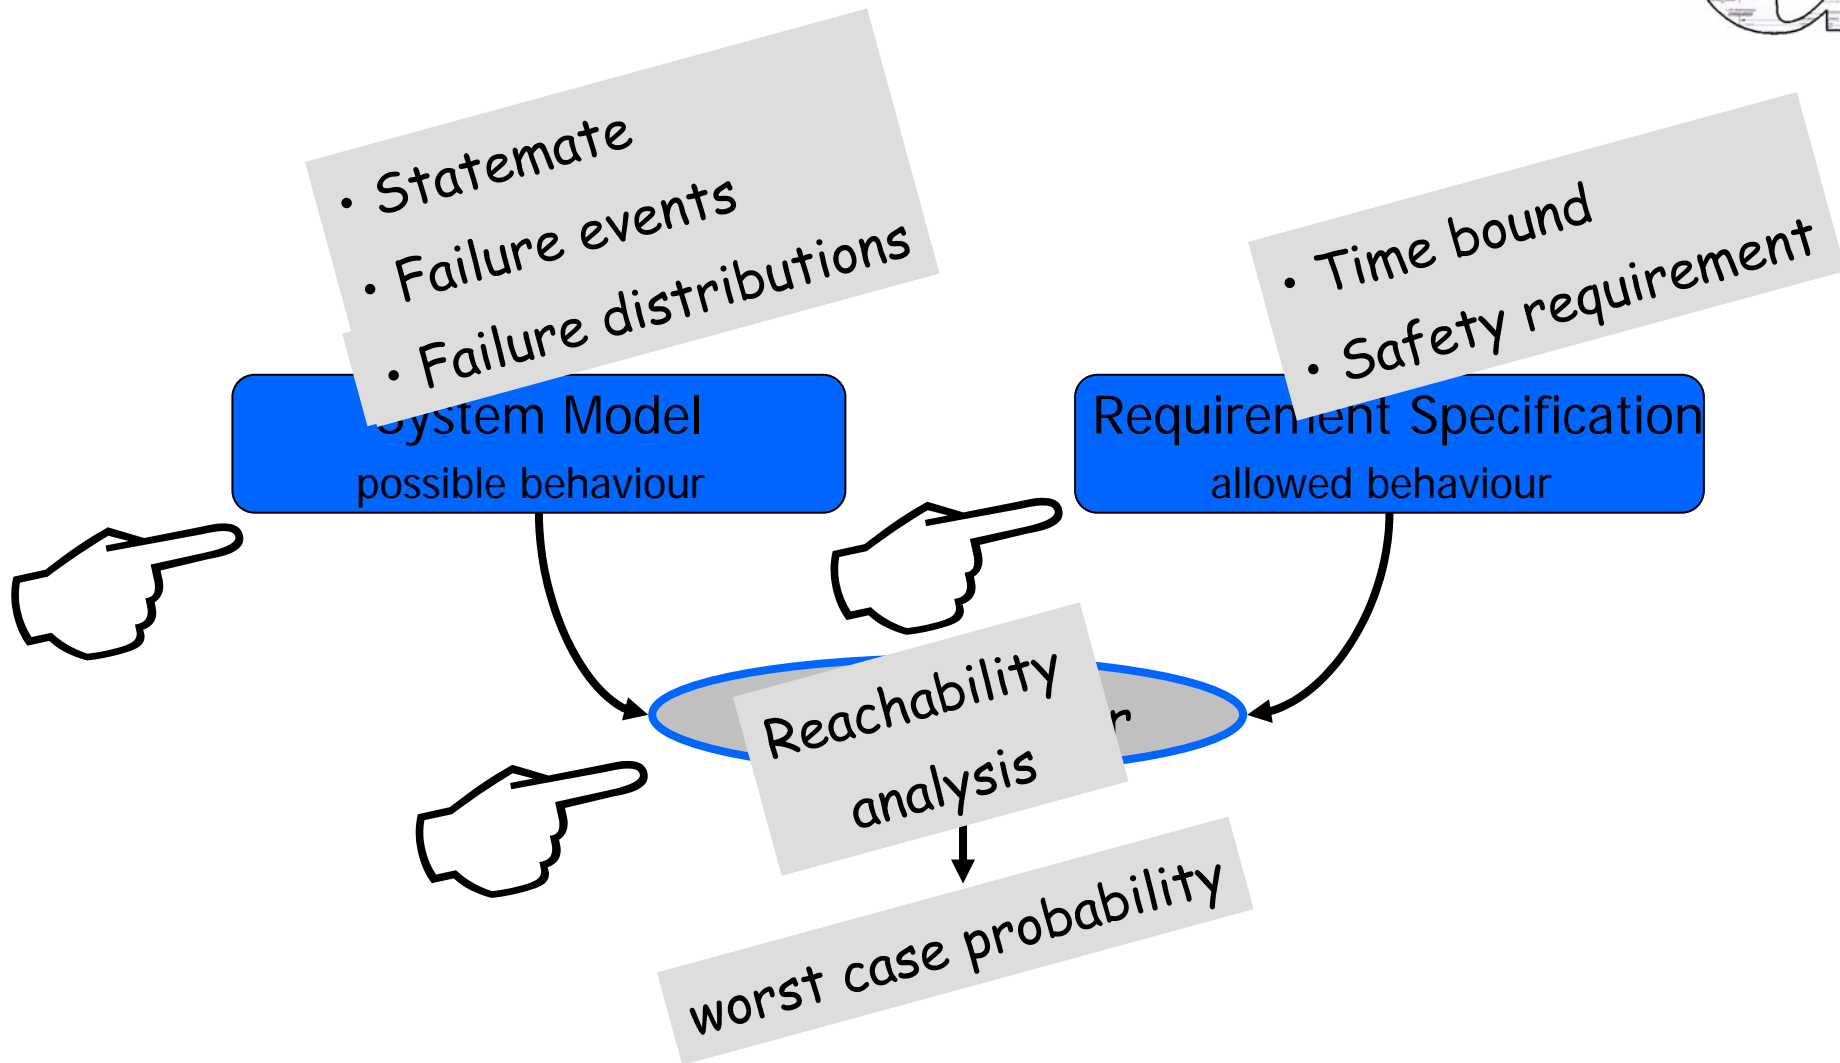 • Statemate
• Failure events
• Failure distributions
• Time bound
• Safety requirement
System Model
possible behaviour
Requirement Specification
allowed behaviour
Reachability
analysis
worst case probability